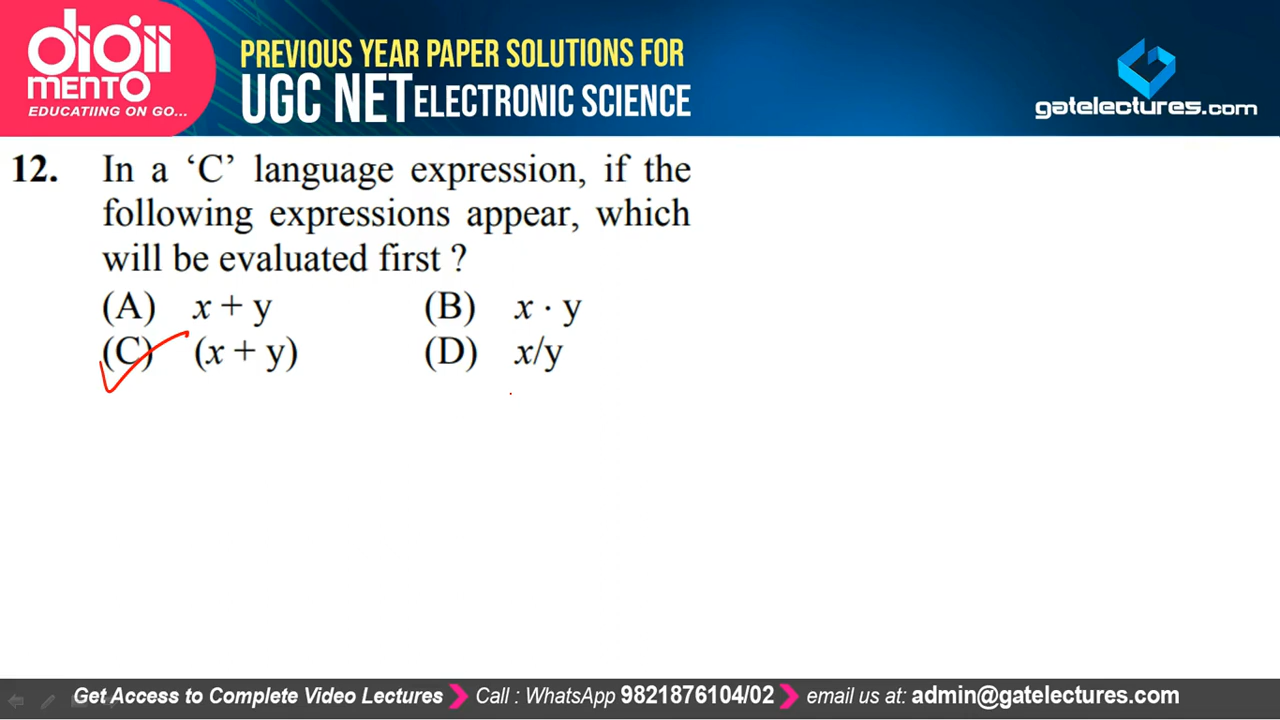 diGii
MENTO
EDUCATIING ON GO...
PREVIOUS YEAR PAPER SOLUTIONS FOR
UGC NET ELECTRONIC SCIENCE
gatelectures.com
12. In a ‘C’ language expression, if the
following expressions appear, which
will be evaluated first ?
(A) x + y (B) x · y
(C) (x + y) (D) x/y
Get Access to Complete Video Lectures Call : WhatsApp 9821876104/02 email us at: admin@gatelectures.com